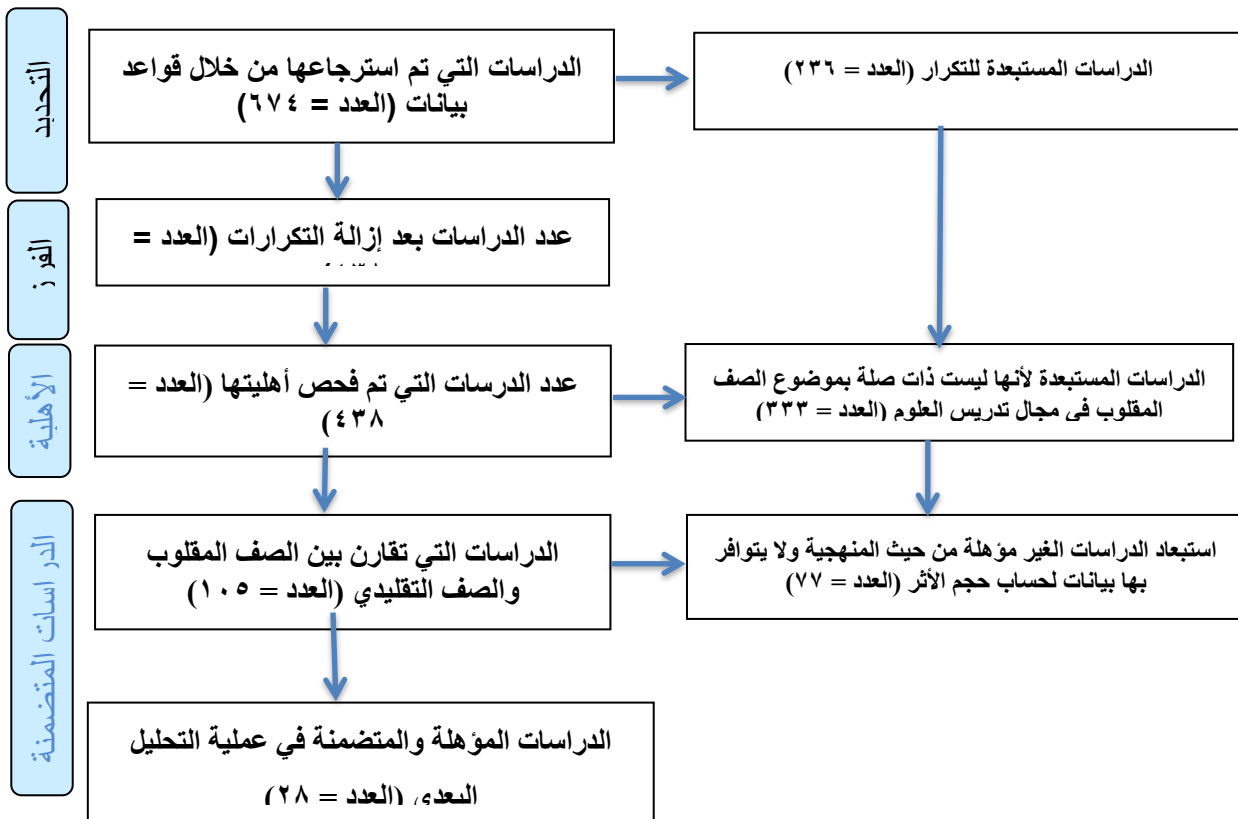 التحديد
الدراسات التي تم استرجاعها من خلال قواعد
بيانات (العدد = ٦٧٤)
الدراسات المستبعدة للتكرار (العدد = ٢٣٦)
الفرز
عدد الدراسات بعد إزالة التكرارات (العدد =
الأهلية
عدد الدرسات التي تم فحص أهليتها (العدد =
٤٣٨)
الدراسات المستبعدة لأنها ليست ذات صلة بموضوع الصف
المقلوب في مجال تدريس العلوم (العدد = ٣٣٣)
الدراسات المتضمنة
الدراسات التي تقارن بين الصف المقلوب
والصف التقليدي (العدد = ١٠٥)
استبعاد الدراسات الغير مؤهلة من حيث المنهجية ولا يتوافر
بها بيانات لحساب حجم الأثر (العدد = ٧٧)
الدراسات المؤهلة والمتضمنة في عملية التحليل
البعدي (العدد = ٢٨)